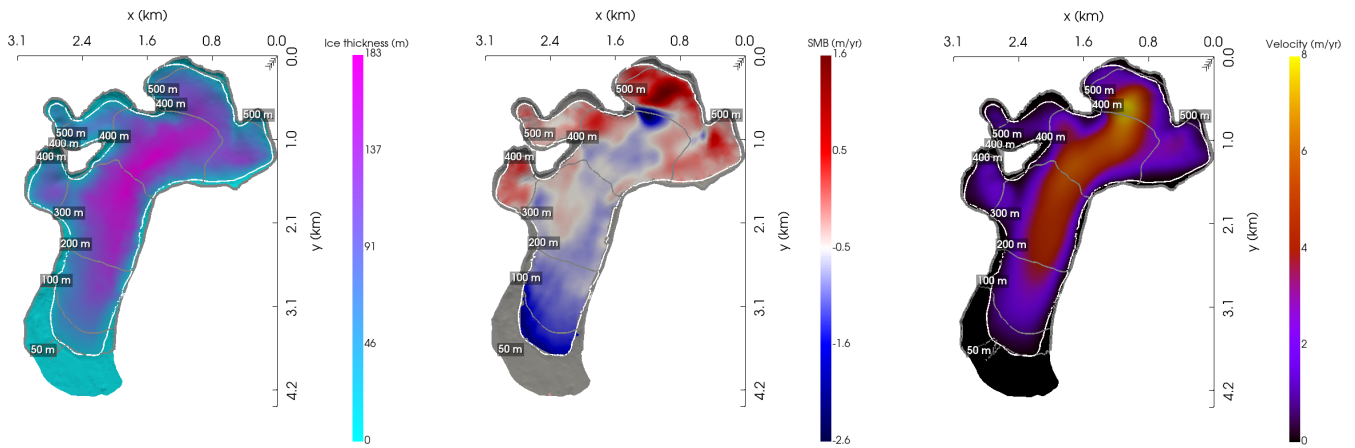 x (km)
3.1 2.4 1.6 0.8 0.0
Ice thickness (m)
183
137
91
46
0
0.0
1.0
2.1
3.1
4.2
y (km)
500 m
400 m
500 m
500 m
400 m
400 m
400 m
300 m
200 m
100 m
50 m
x (km)
3.1 2.4 1.6 0.8 0.0
SMB (m/yr)
1.6
0.5
-0.5
-1.6
-2.6
0.0
1.0
2.1
3.1
4.2
y (km)
500 m
400 m
500 m
500 m
400 m
400 m
300 m
200 m
100 m
50 m
x (km)
3.1 2.4 1.6 0.8 0.0
Velocity (m/yr)
8
6
4
2
0
0.0
1.0
2.1
3.1
4.2
y (km)
500 m
400 m
500 m
500 m
400 m
400 m
400 m
300 m
200 m
100 m
50 m